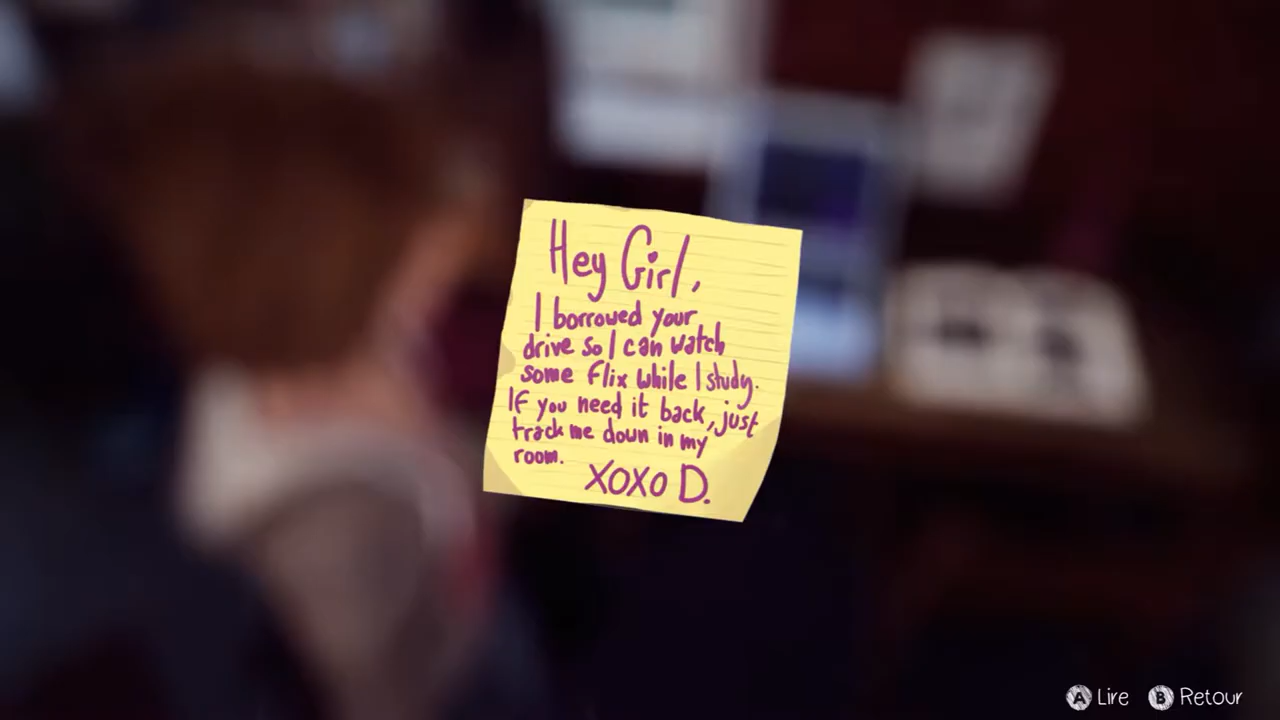 Hey Girl,
I borrowed your
drive so I can watch
some Flix while I study.
If you need it back, just
track me down in my
room.
XOXO D.
A Lire B Retour